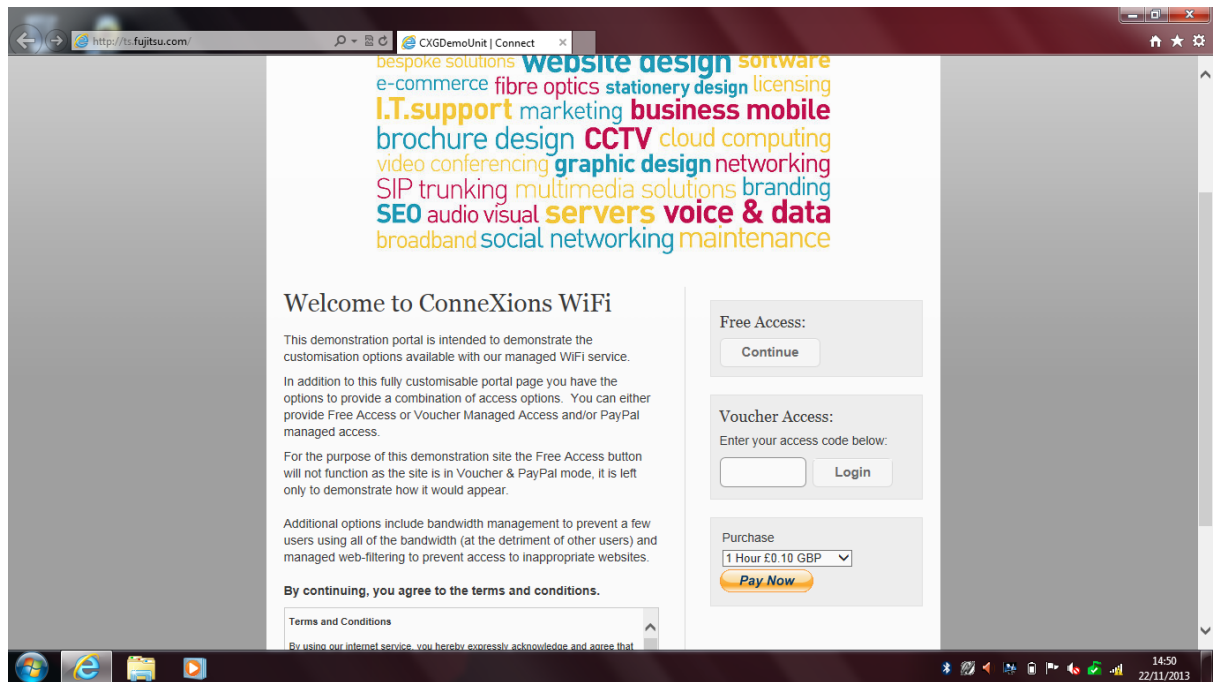 http://ts.fujitsu.com/
CXGDemoUnit | Connect
bespoke solutions website design software
e-commerce fibre optics stationery design licensing
I.T.support marketing business mobile
brochure design CCTV cloud computing
video conferencing graphic design networking
SIP trunking multimedia solutions branding
SEO audio visual servers voice & data
broadband social networking maintenance
Welcome to ConneXions WiFi
This demonstration portal is intended to demonstrate the
customisation options available with our managed WiFi service.
In addition to this fully customisable portal page you have the
options to provide a combination of access options. You can either
provide Free Access or Voucher Managed Access and/or PayPal
managed access.
For the purpose of this demonstration site the Free Access button
will not function as the site is in Voucher & PayPal mode, it is left
only to demonstrate how it would appear.
Additional options include bandwidth management to prevent a few
users using all of the bandwidth (at the detriment of other users) and
managed web-filtering to prevent access to inappropriate websites.
By continuing, you agree to the terms and conditions.
Terms and Conditions
By using our internet service, you hereby expressly acknowledge and agree that
Free Access:
Continue
Voucher Access:
Enter your access code below:
Login
Purchase
1 Hour £0.10 GBP
Pay Now
14:50
22/11/2013